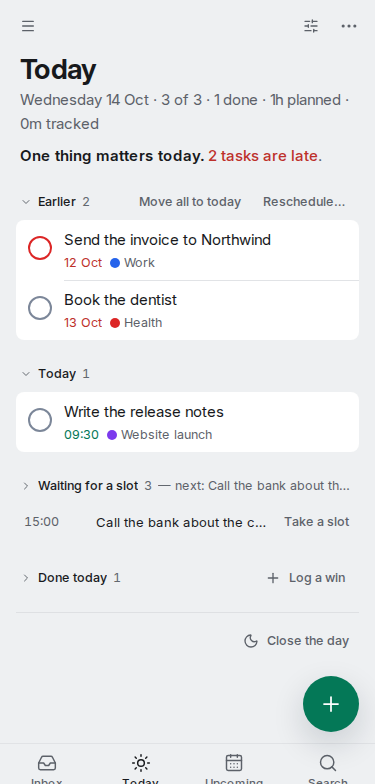 Today
Wednesday 14 Oct · 3 of 3 · 1 done · 1h planned ·
0m tracked
One thing matters today. 2 tasks are late.
Earlier 2 Move all to today Reschedule...
Send the invoice to Northwind
12 Oct Work
Book the dentist
13 Oct Health
Today 1
Write the release notes
09:30 Website launch
Waiting for a slot 3 — next: Call the bank about th...
15:00 Call the bank about the c... Take a slot
Done today 1 Log a win
Close the day
Inbox Today Upcoming Search